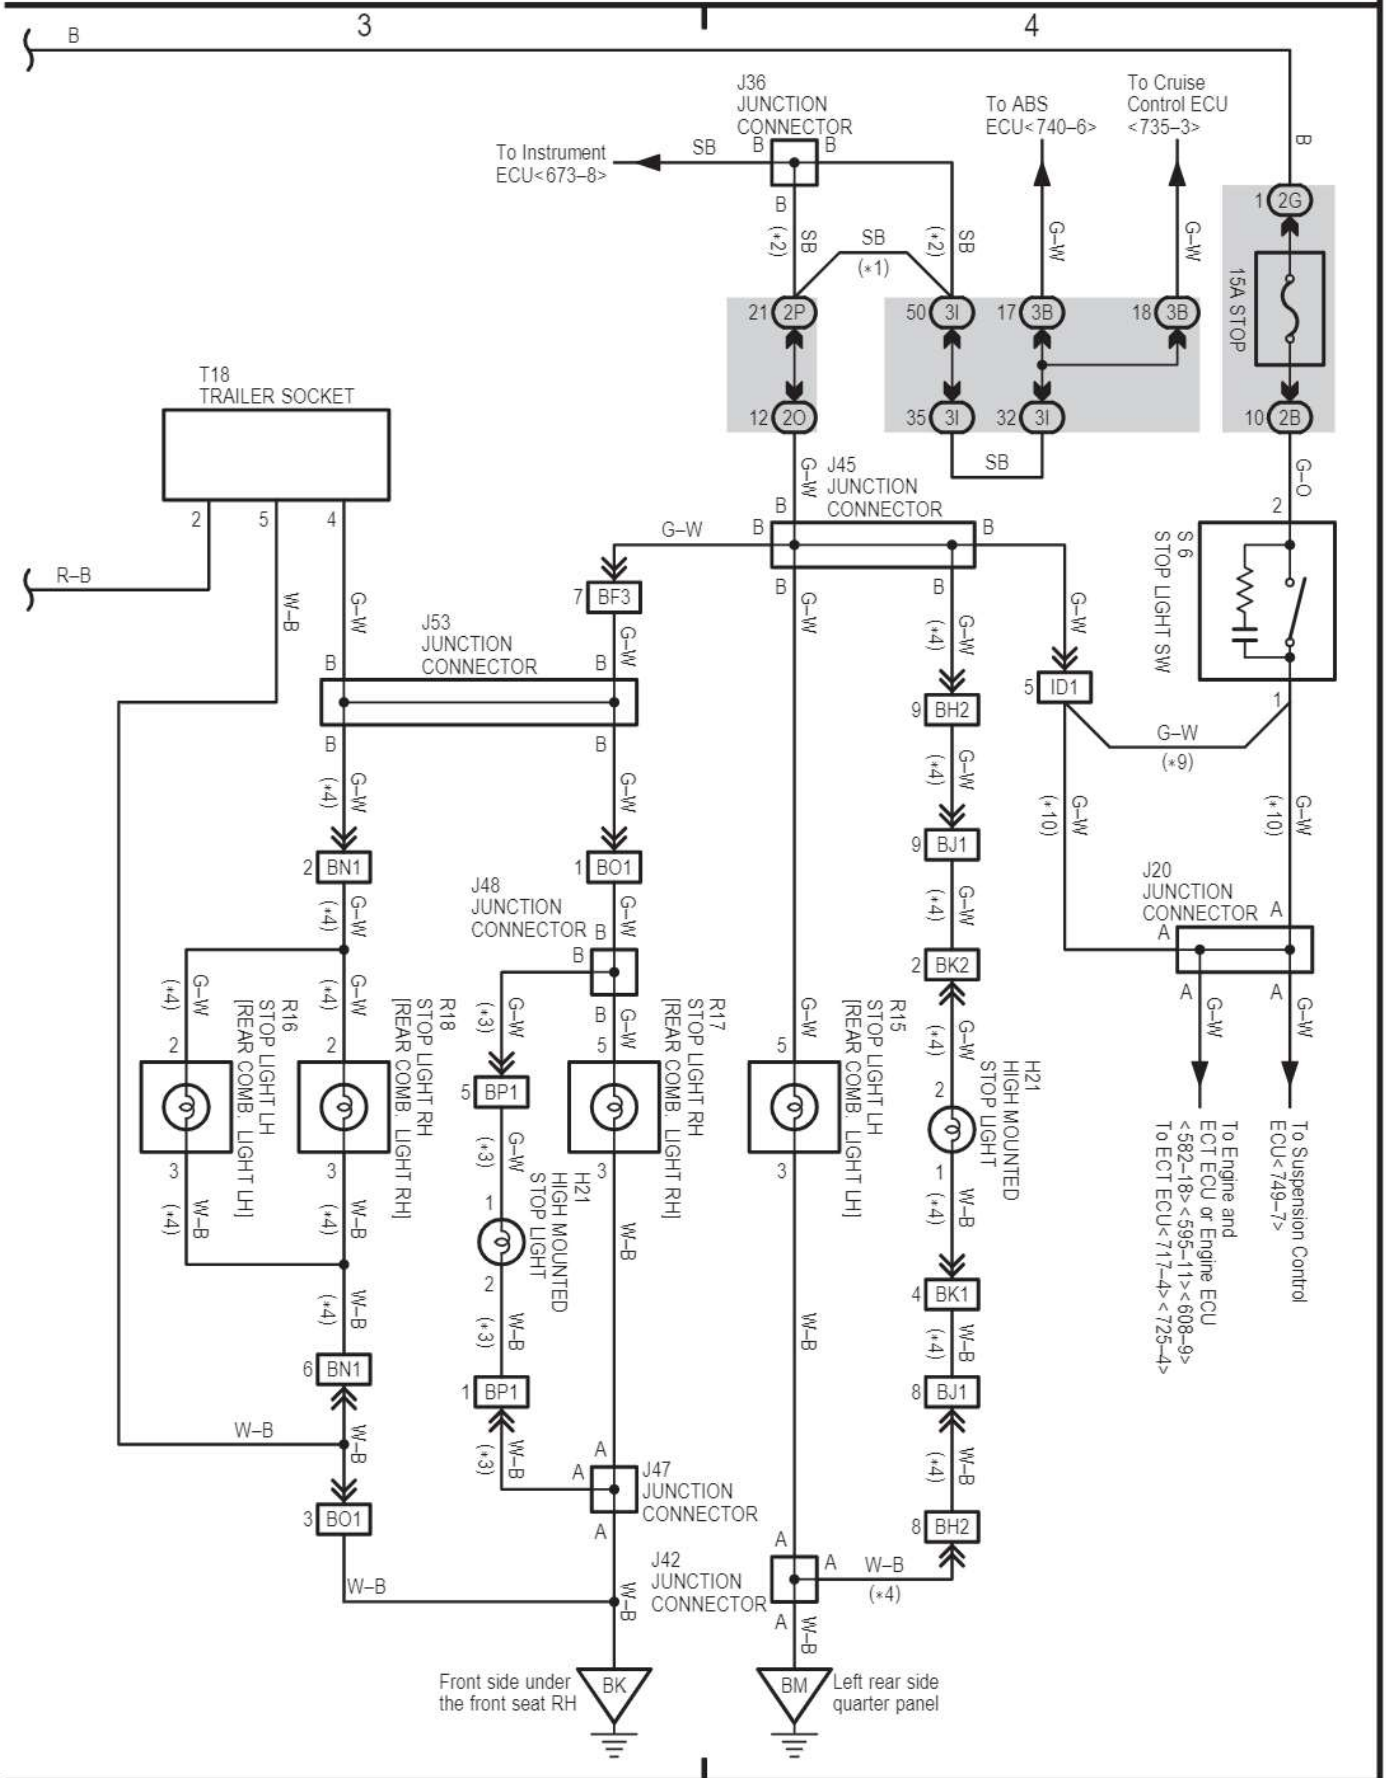 3
4
B
J36
JUNCTION
CONNECTOR
To Instrument
ECU<673–8>
SB
B
B
B
SB
(*2)
SB
(*1)
SB
(*2)
To ABS
ECU<740–6>
G–W
To Cruise
Control ECU
<735–3>
G–W
B
1
2G
15A STOP
10
2B
21
2P
12
2O
50
3I
17
3B
18
3B
35
3I
32
3I
SB
G–O
2
S 6
STOP LIGHT SW
1
T18
TRAILER SOCKET
2
5
4
R–B
W–B
G–W
G–W
J45
JUNCTION
CONNECTOR
B
B
B
G–W
B
B
7
BF3
G–W
G–W
G–W
(*4)
G–W
J53
JUNCTION
CONNECTOR
B
B
B
B
5
ID1
G–W
(*9)
G–W
(*10)
G–W
(*10)
9
BH2
G–W
(*4)
9
BJ1
G–W
(*4)
2
BK2
G–W
(*4)
G–W
(*4)
2
BN1
G–W
(*4)
G–W
1
BO1
G–W
J48
JUNCTION
CONNECTOR
B
B
B
J20
JUNCTION
CONNECTOR
A
A
A
A
G–W
G–W
To Suspension Control
ECU<749–7>
To Engine and
ECT ECU or Engine ECU
<582–18><595–11><608–9>
To ECT ECU<717–4><725–4>
G–W
(*4)
2
R16
STOP LIGHT LH
[REAR COMB. LIGHT LH]
3
W–B
(*4)
G–W
(*4)
2
R18
STOP LIGHT RH
[REAR COMB. LIGHT RH]
3
W–B
(*4)
G–W
(*3)
5
BP1
G–W
(*3)
1
H21
HIGH MOUNTED
STOP LIGHT
2
W–B
(*3)
1
BP1
W–B
(*3)
G–W
5
R17
STOP LIGHT RH
[REAR COMB. LIGHT RH]
3
W–B
G–W
5
R15
STOP LIGHT LH
[REAR COMB. LIGHT LH]
3
W–B
2
H21
HIGH MOUNTED
STOP LIGHT
1
W–B
(*4)
4
BK1
W–B
(*4)
8
BJ1
W–B
(*4)
8
BH2
W–B
(*4)
W–B
(*4)
6
BN1
W–B
W–B
3
BO1
W–B
A
A
A
J47
JUNCTION
CONNECTOR
J42
JUNCTION
CONNECTOR
A
A
A
W–B
W–B
Front side under
the front seat RH
BK
BM
Left rear side
quarter panel